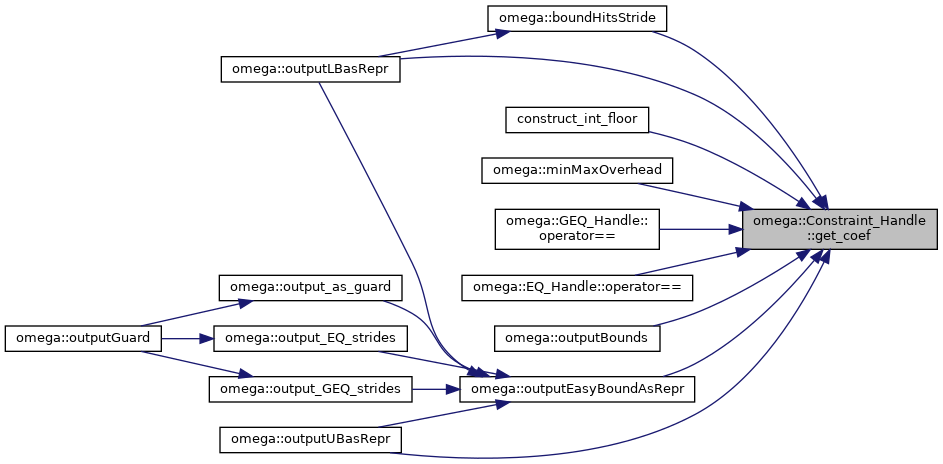 omega::boundHitsStride
omega::outputLBasRepr
construct_int_floor
omega::minMaxOverhead
omega::Constraint_Handle
::get_coef
omega::GEQ_Handle::
operator==
omega::output_as_guard
omega::EQ_Handle::operator==
omega::outputGuard
omega::output_EQ_strides
omega::outputBounds
omega::output_GEQ_strides
omega::outputEasyBoundAsRepr
omega::outputUBasRepr